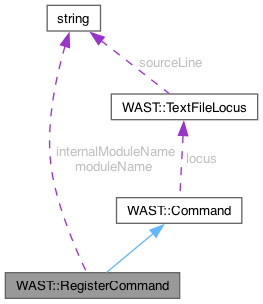 string
sourceLine
WAST::TextFileLocus
internalModuleName
moduleName
locus
WAST::Command
WAST::RegisterCommand